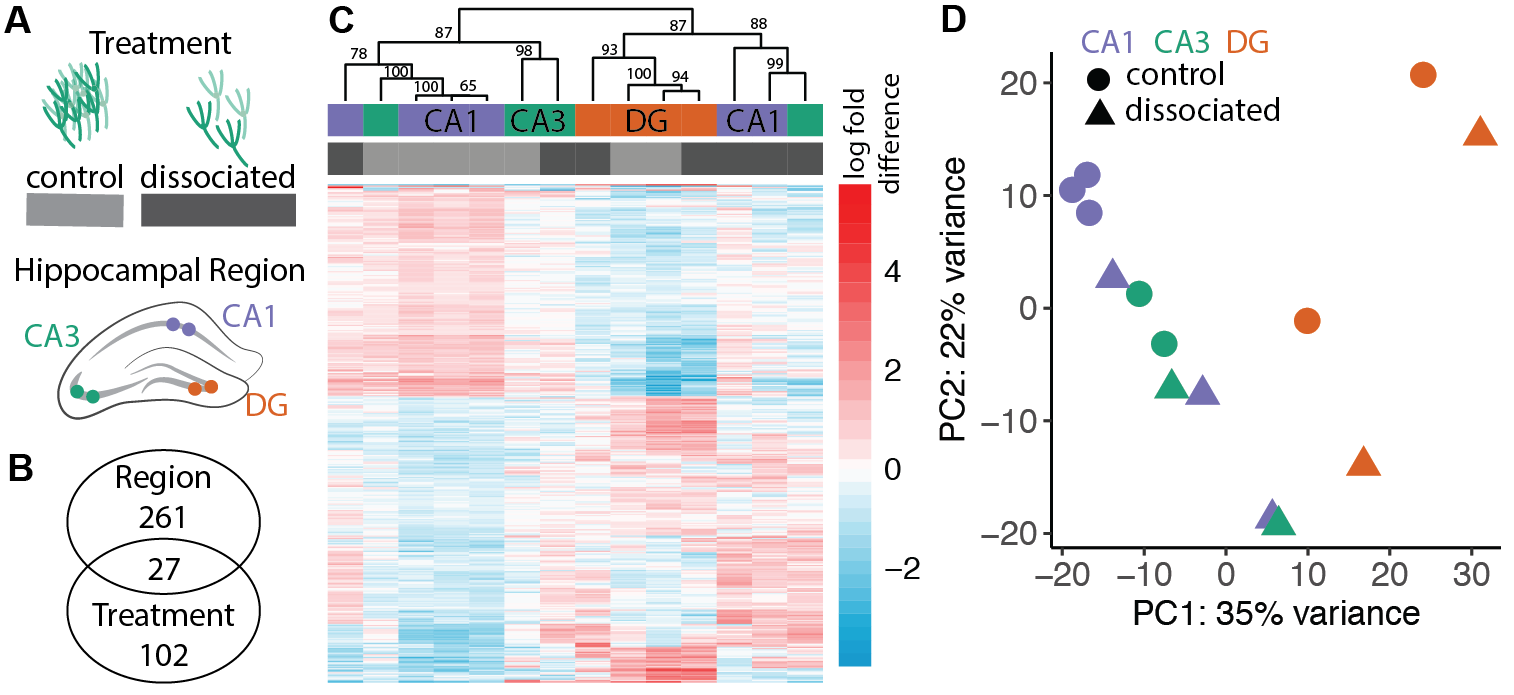 A
Treatment
control dissociated
Hippocampal Region
CA3
CA1
DG
B
Region
261
27
Treatment
102
C
87
87
88
78
98
93
99
100
100
65
100
94
CA1
CA3
DG
CA1
log fold
difference
4
2
0
−2
D
CA1 CA3 DG
control
dissociated
20
10
0
−10
−20
PC2: 22% variance
−20 −10 0 10 20 30
PC1: 35% variance